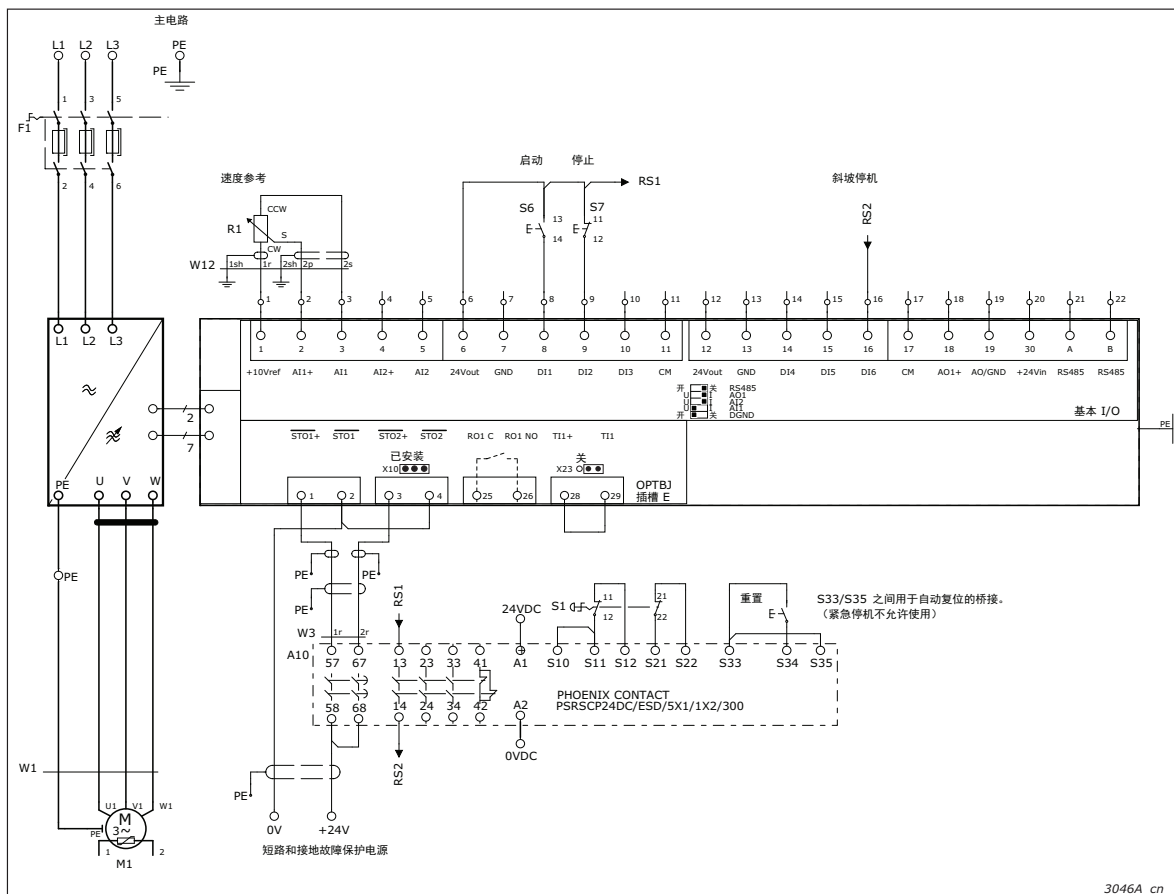 主电路
L1 L2 L3 PE
PE
1 3 5
F1
2 4 6
速度参考
启动 停止
RS1
斜坡停机
RS2
CCW
R1
S
CW
S6 13 14
S7 11 12
W12 1sh 1r 2sh 2p 2s
1 2 3 4 5 6 7 8 9 10 11 12 13 14 15 16 17 18 19 20 21 22
L1 L2 L3
1 2 3 4 5 6 7 8 9 10 11 12 13 14 15 16 17 18 19 30 A B
+10Vref AI1+ AI1 AI2+ AI2 24Vout GND DI1 DI2 DI3 CM 24Vout GND DI4 DI5 DI6 CM AO1+ AO/GND +24Vin RS485 RS485
开 关 RS485
U I AO1
U I AI2
U I AI1
开 关 DGND
基本 I/O
2
7
PE
STO1+ STO1 STO2+ STO2 RO1 C RO1 NO TI1+ TI1
已安装 关
X10 X23
PE U V W
OPTBJ
插槽 E
1 2 3 4 25 26 28 29
PE
PE PE
PE
RS1
24VDC
S1
11 12
21 22
重置
S33/S35 之间用于自动复位的桥接。
（紧急停机不允许使用）
W3 1r 2r
A10
57 67 13 23 33 41 A1 S10 S11 S12 S21 S22 S33 S34 S35
PHOENIX CONTACT
PSRSCP24DC/ESD/5X1/1X2/300
58 68 14 24 34 42 A2
RS2
0VDC
W1
PE
U1 V1 W1
M
3~
PE
1 2
M1
0V +24V
短路和接地故障保护电源
3046A_cn